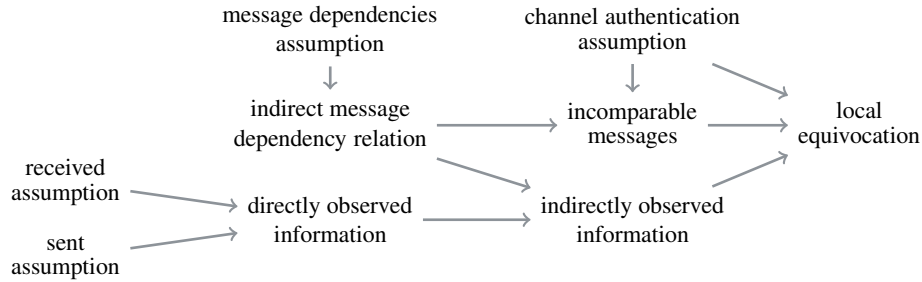 message dependencies
assumption
channel authentication
assumption
indirect message
dependency relation
incomparable
messages
local
equivocation
received
assumption
directly observed
information
indirectly observed
information
sent
assumption